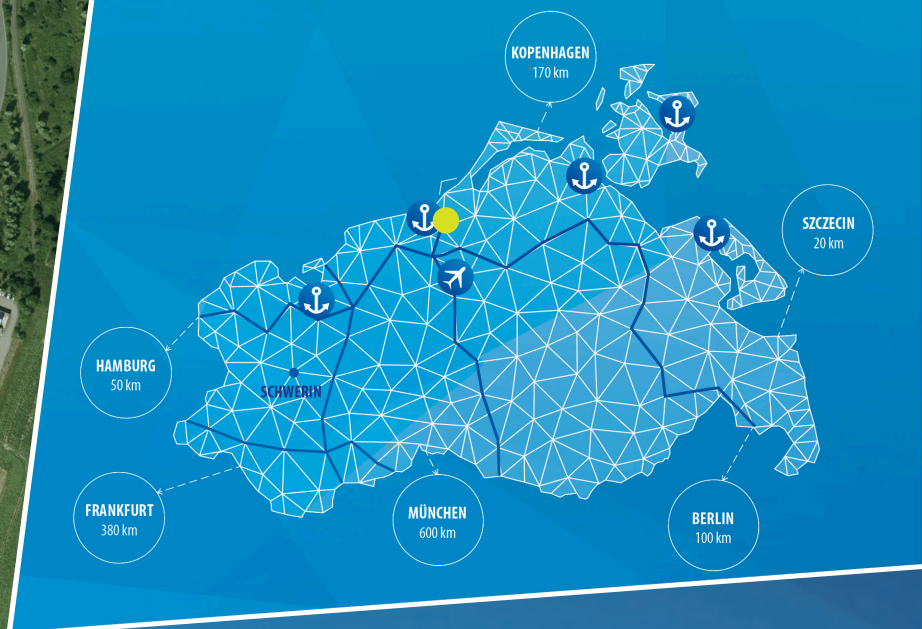 KOPENHAGEN
170 km
SZCZECIN
20 km
HAMBURG
50 km
SCHWERIN
FRANKFURT
380 km
MÜNCHEN
600 km
BERLIN
100 km